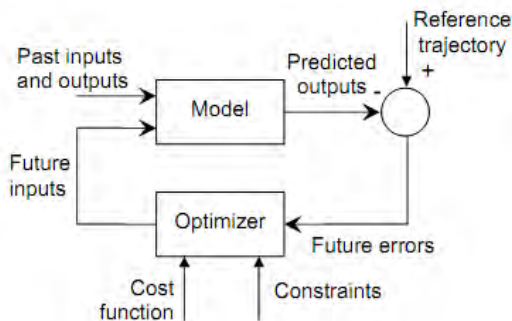 Reference
trajectory
+
Past inputs
and outputs
Predicted
outputs
-
Model
Future
inputs
Optimizer
Future errors
Cost
function
Constraints